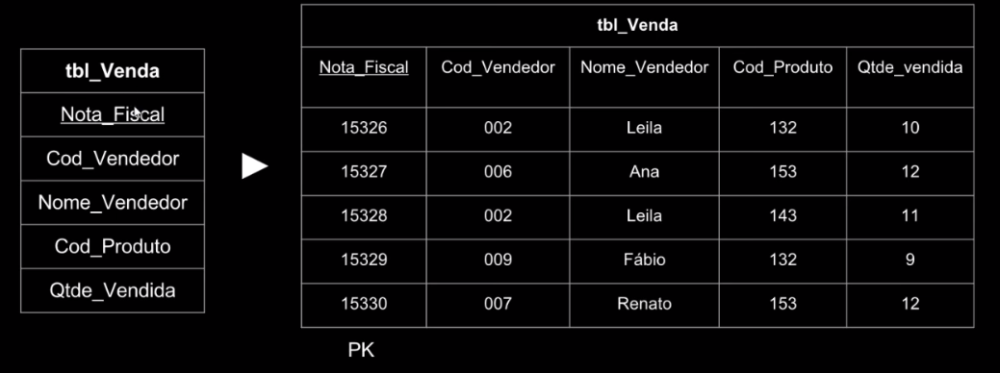 tbl_Venda
Nota_Fiscal
Cod_Vendedor
Nome_Vendedor
Cod_Produto
Qtde_Vendida
tbl_Venda
Nota_Fiscal Cod_Vendedor Nome_Vendedor Cod_Produto Qtde_vendida
15326 002 Leila 132 10
15327 006 Ana 153 12
15328 002 Leila 143 11
15329 009 Fábio 132 9
15330 007 Renato 153 12
PK